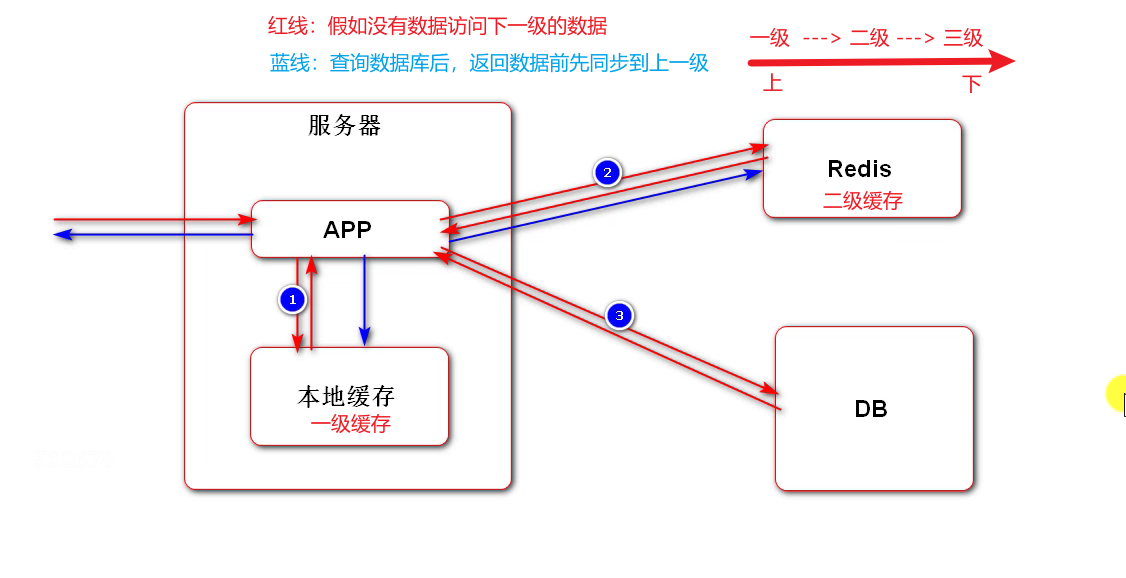 红线：假如没有数据访问下一级的数据
蓝线：查询数据库后，返回数据前先同步到上一级
一级 ---> 二级 ---> 三级
上 下
服务器
APP
1
本地缓存
一级缓存
2
Redis
二级缓存
3
DB